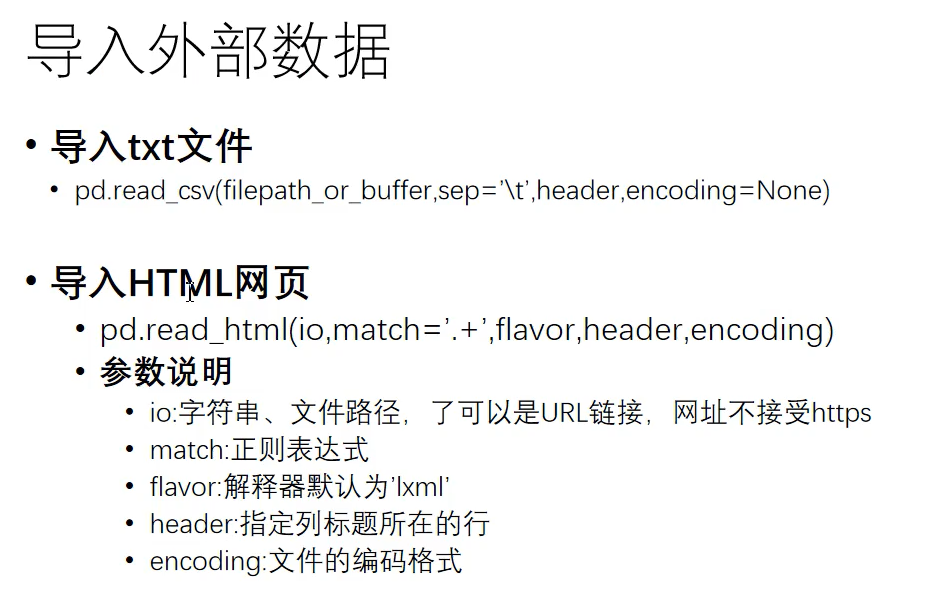 导入外部数据
• 导入txt文件
• pd.read_csv(filepath_or_buffer,sep=’\t’,header,encoding=None)
• 导入HTML网页
• pd.read_html(io,match=’.+’,flavor,header,encoding)
• 参数说明
• io:字符串、文件路径，了可以是URL链接，网址不接受https
• match:正则表达式
• flavor:解释器默认为’lxml’
• header:指定列标题所在的行
• encoding:文件的编码格式